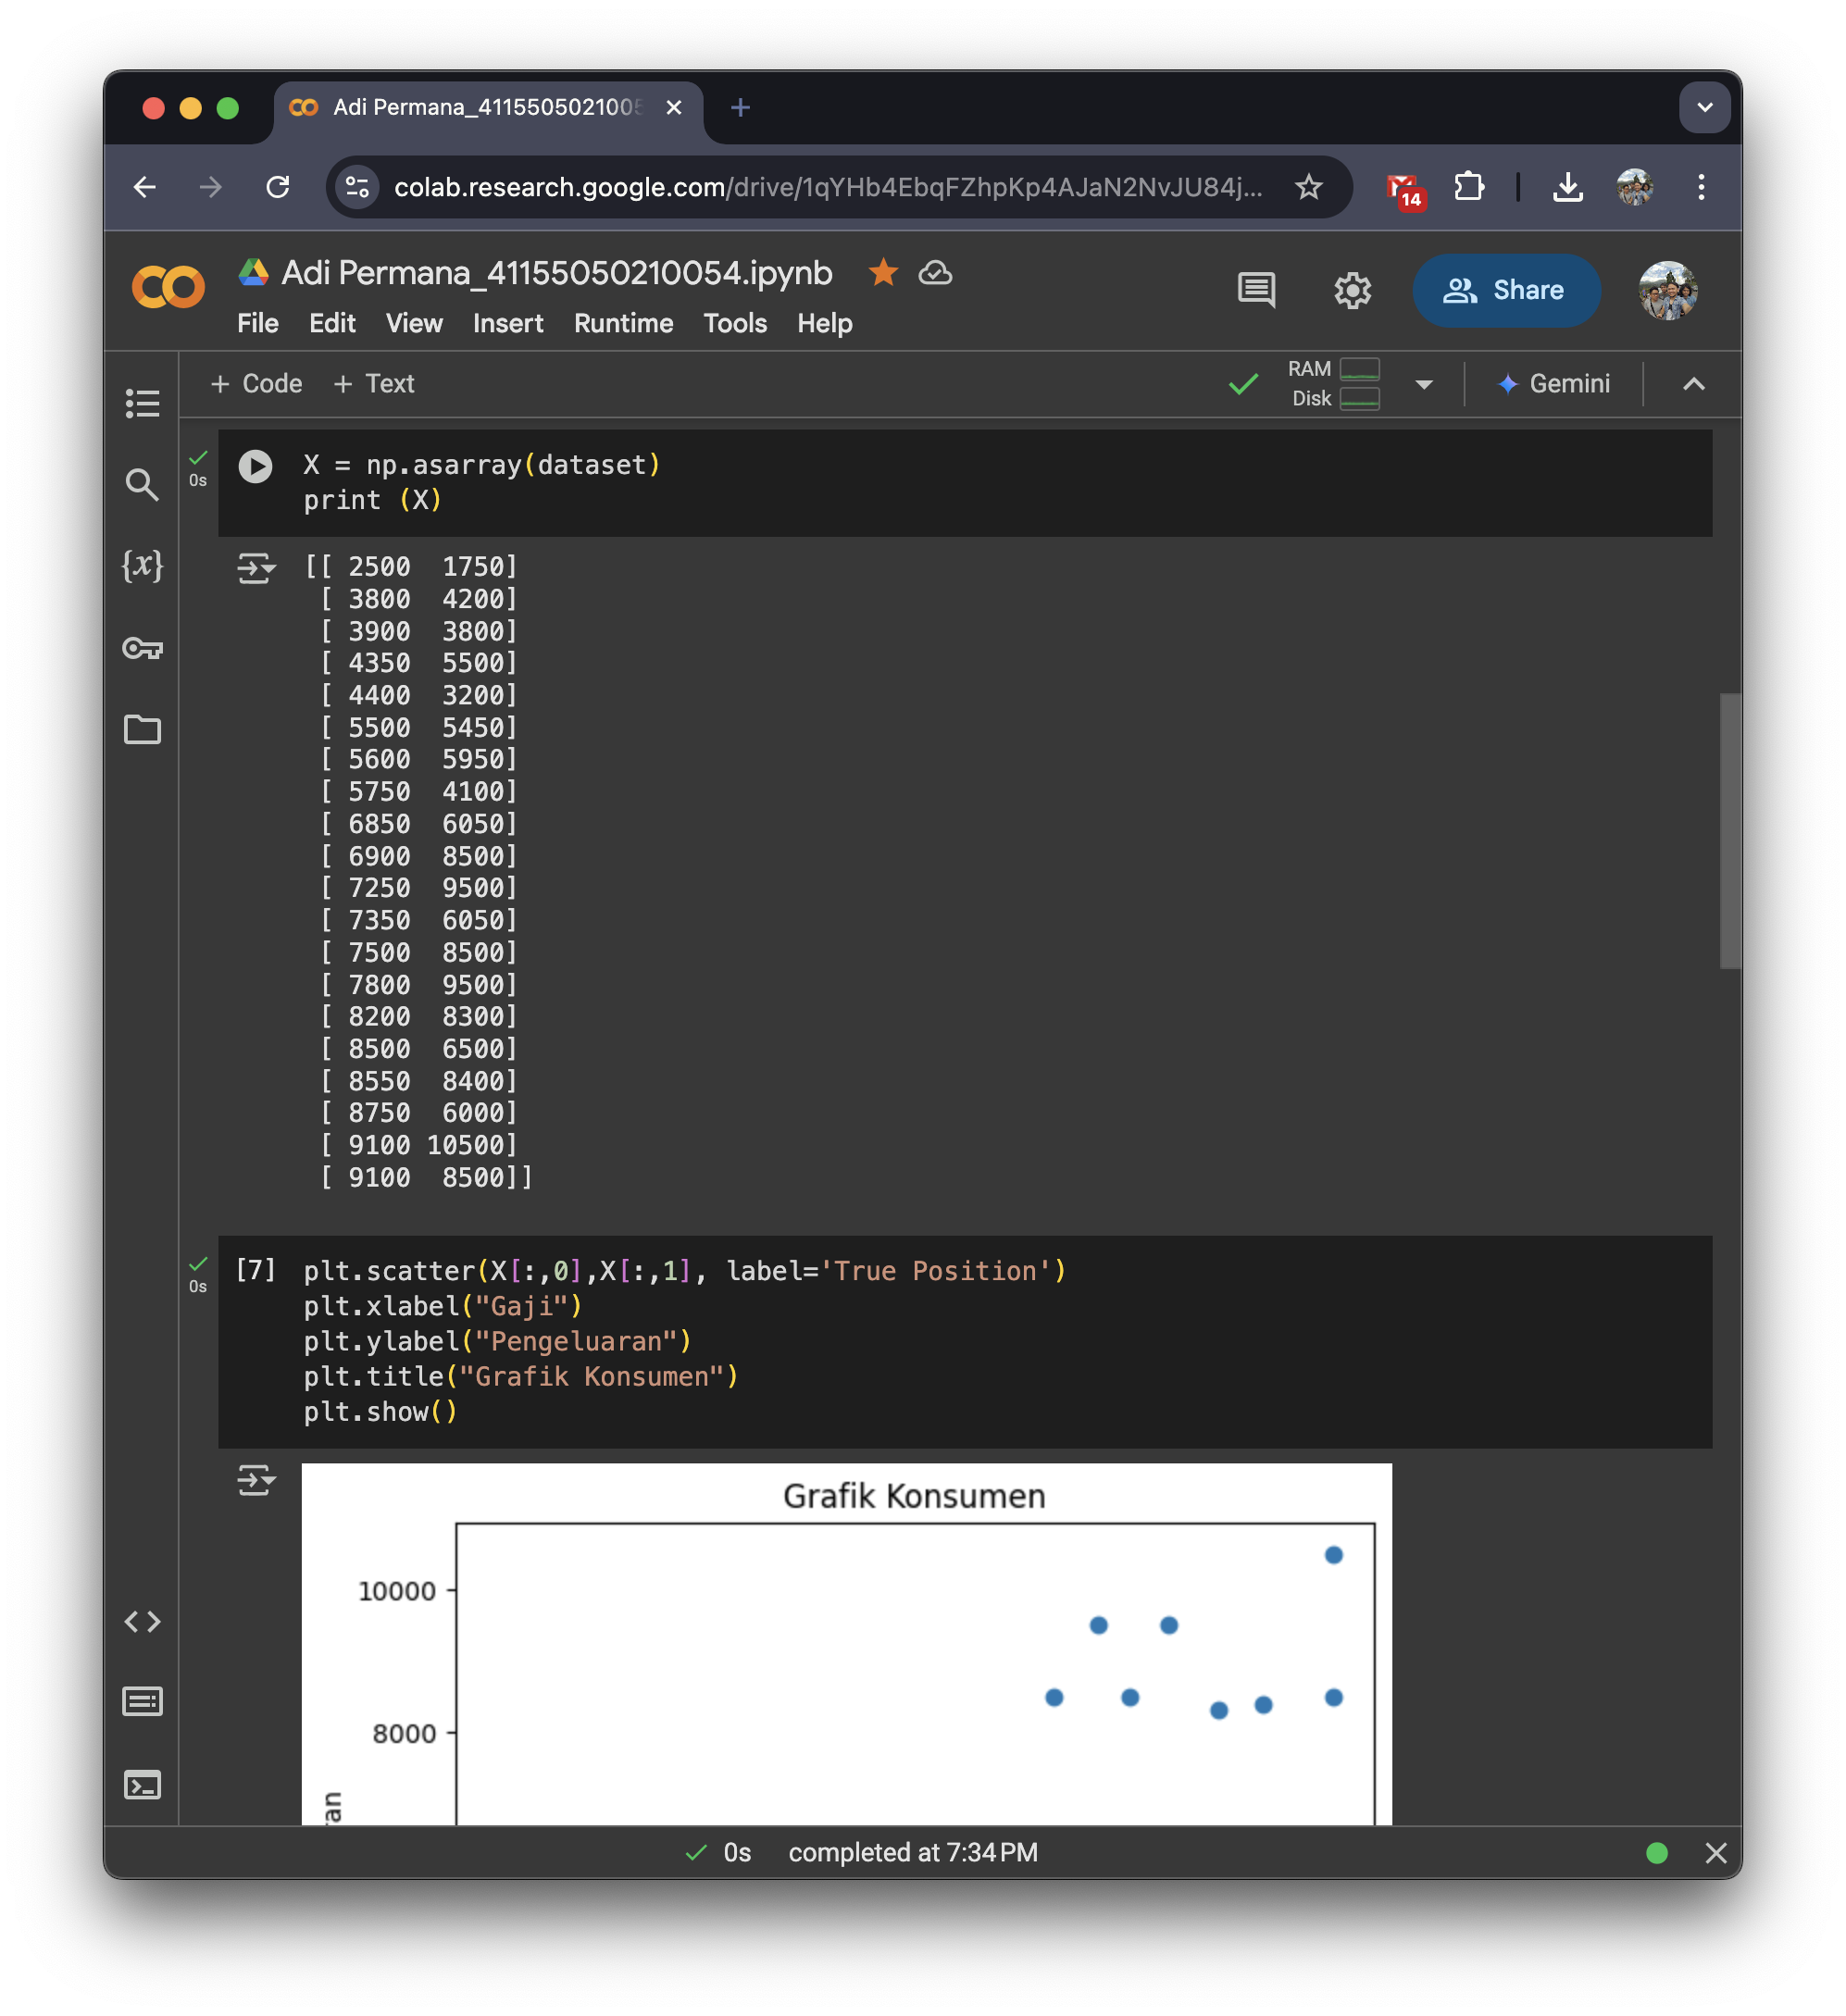 Adi Permana_4115505021005
colab.research.google.com/drive/1qYHb4EbqFZhpKp4AJaN2NvJU84j...
14
Adi Permana_41155050210054.ipynb
File Edit View Insert Runtime Tools Help
Share
+ Code + Text
RAM
Disk
Gemini
{x}
0s
X = np.asarray(dataset)
print (X)
[[ 2500  1750]
[ 3800  4200]
[ 3900  3800]
[ 4350  5500]
[ 4400  3200]
[ 5500  5450]
[ 5600  5950]
[ 5750  4100]
[ 6850  6050]
[ 6900  8500]
[ 7250  9500]
[ 7350  6050]
[ 7500  8500]
[ 7800  9500]
[ 8200  8300]
[ 8500  6500]
[ 8550  8400]
[ 8750  6000]
[ 9100 10500]
[ 9100  8500]]
0s
[7] plt.scatter(X[:,0],X[:,1], label='True Position')
plt.xlabel("Gaji")
plt.ylabel("Pengeluaran")
plt.title("Grafik Konsumen")
plt.show()
Grafik Konsumen
10000
8000
ran
0s completed at 7:34 PM